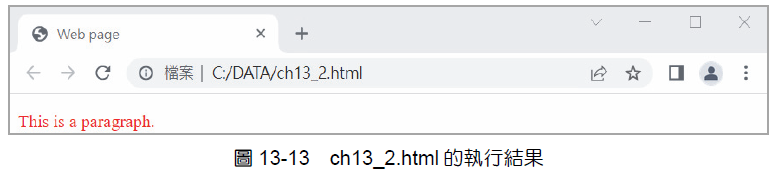 Web page
檔案 | C:/DATA/ch13_2.html
This is a paragraph.
圖 13-13 ch13_2.html 的執行結果